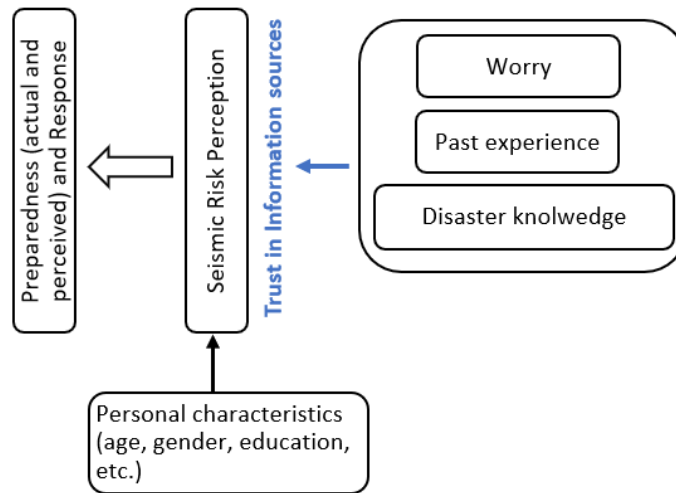 Preparedness (actual and
perceived) and Response
Seismic Risk Perception
Trust in Information sources
Worry
Past experience
Disaster knolwedge
Personal characteristics
(age, gender, education,
etc.)